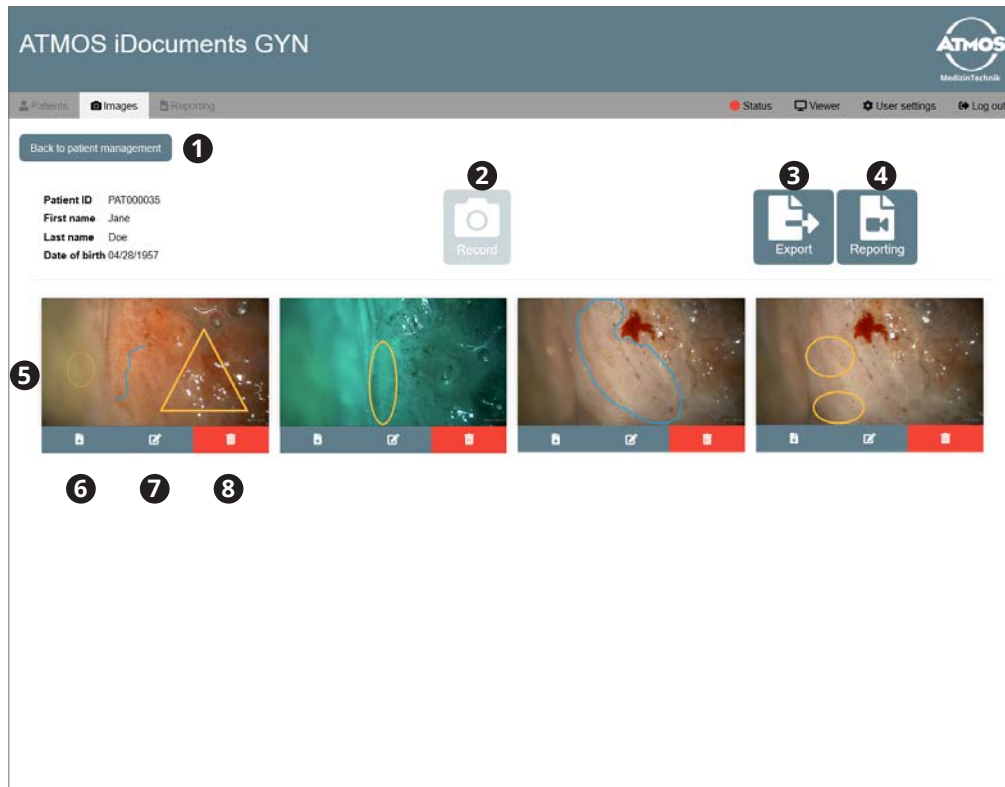 ATMOS iDocuments GYN
ATMOS
MedizinTechnik
Patients Images Reporting Status Viewer User settings Log out
Back to patient management 1
2 3 4
Patient ID PAT000035
First name Jane
Last name Doe
Date of birth 04/28/1957
Record Export Reporting
5
6 7 8